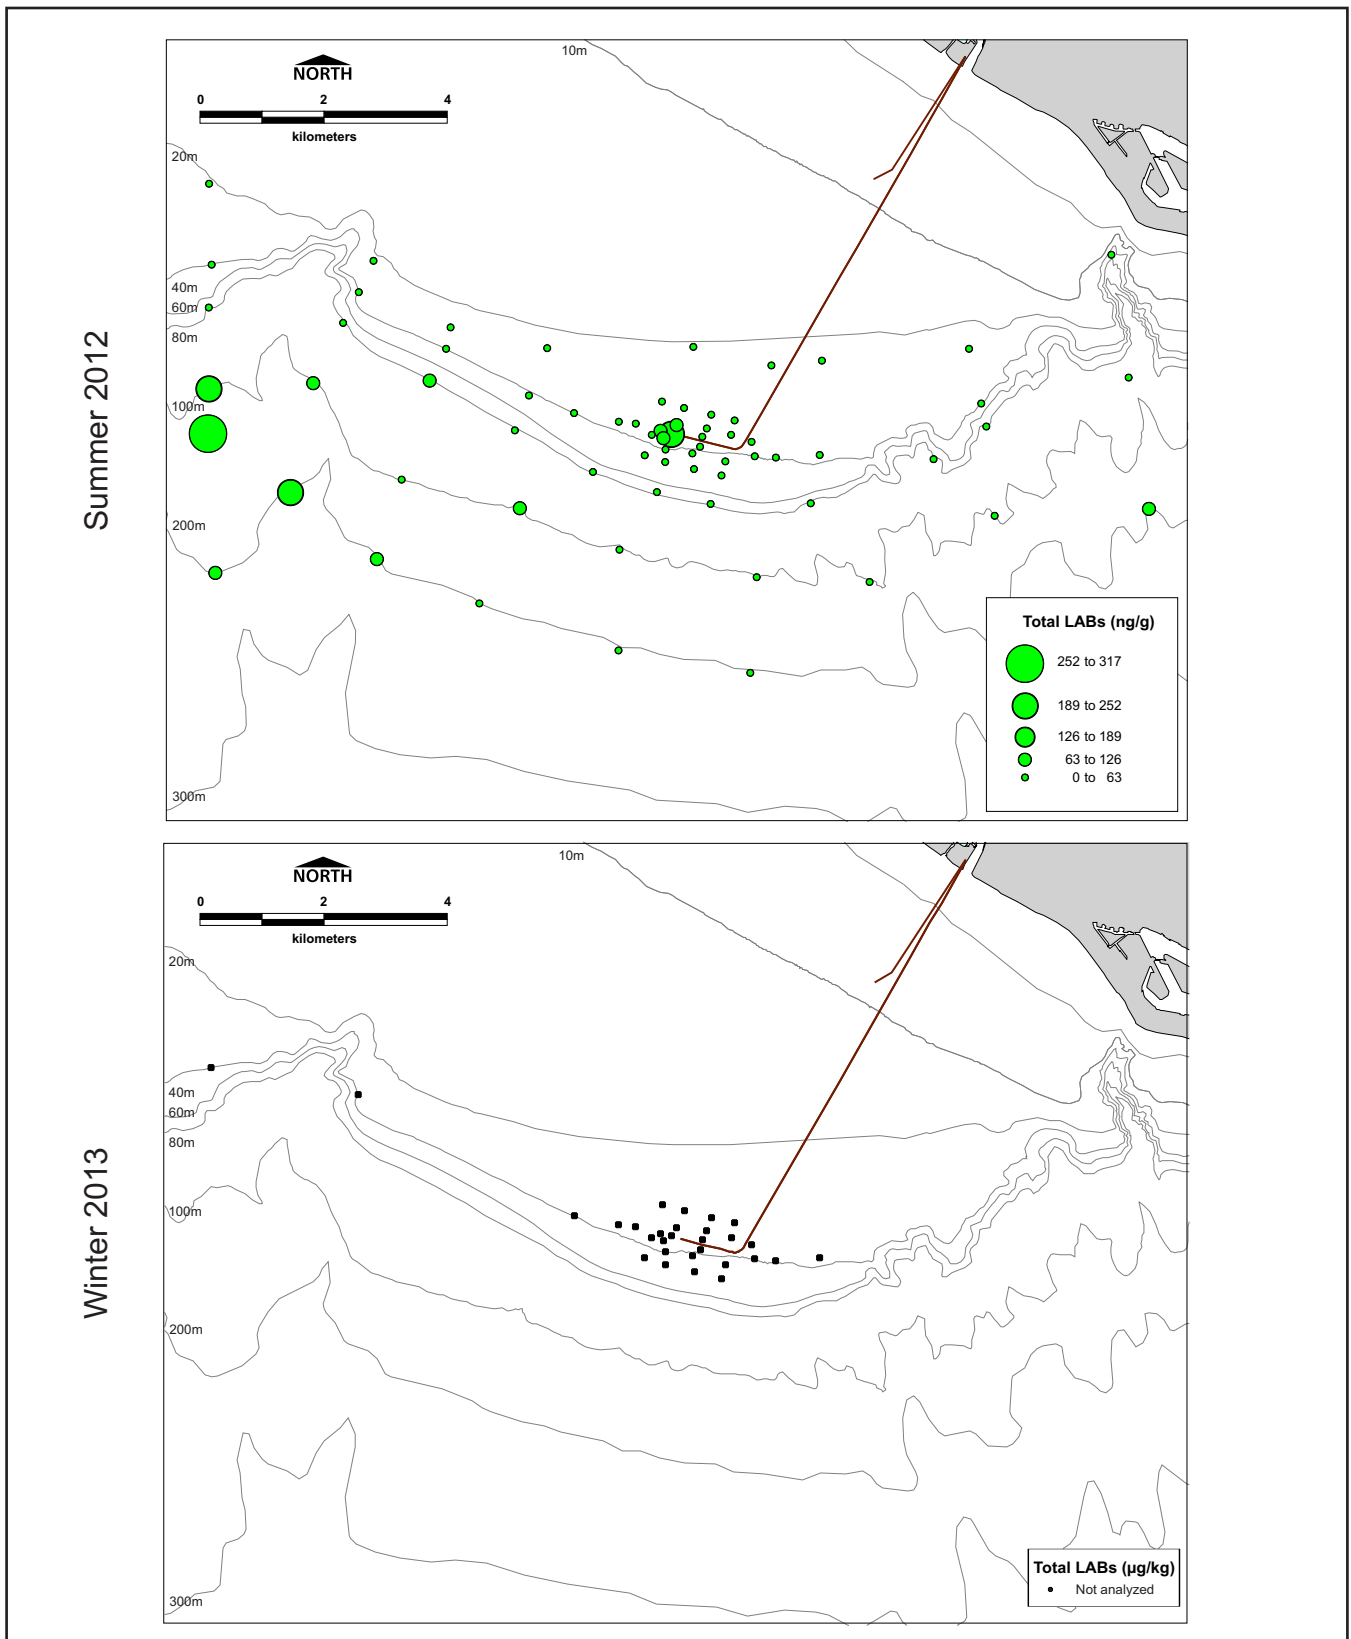 Summer 2012
10m
NORTH
0 2 4
kilometers
20m
40m
60m
80m
100m
200m
300m
Total LABs (ng/g)
252 to 317
189 to 252
126 to 189
63 to 126
0 to 63
Winter 2013
10m
NORTH
0 2 4
kilometers
20m
40m
60m
80m
100m
200m
300m
Total LABs (µg/kg)
Not analyzed